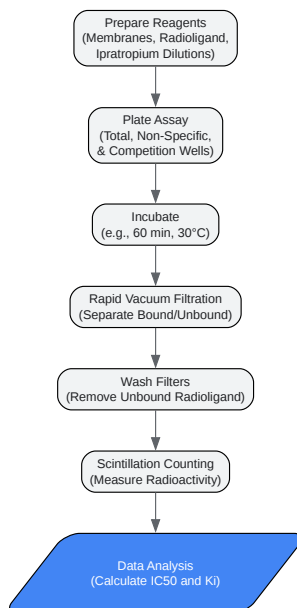 Prepare Reagents
(Membranes, Radioligand,
Ipratropium Dilutions)
Plate Assay
(Total, Non-Specific,
& Competition Wells)
Incubate
(e.g., 60 min, 30°C)
Rapid Vacuum Filtration
(Separate Bound/Unbound)
Wash Filters
(Remove Unbound Radioligand)
Scintillation Counting
(Measure Radioactivity)
Data Analysis
(Calculate IC50 and Ki)